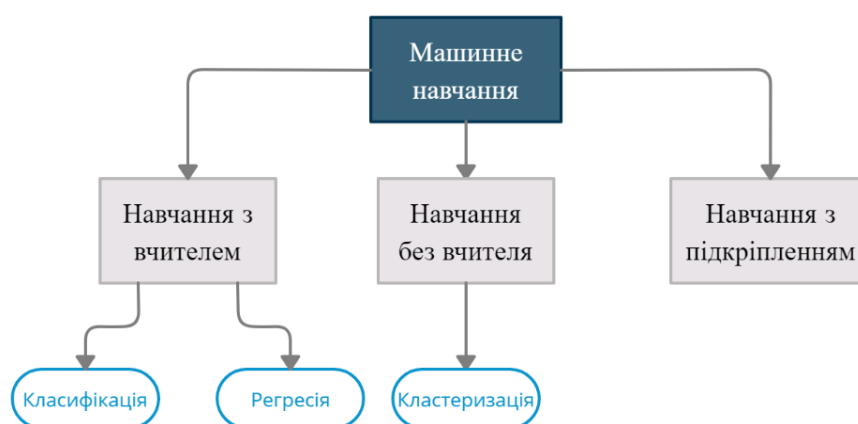 Машинне
навчання
Навчання з
вчителем
Навчання
без вчителя
Навчання з
підкріпленням
Класифікація
Регресія
Кластеризація